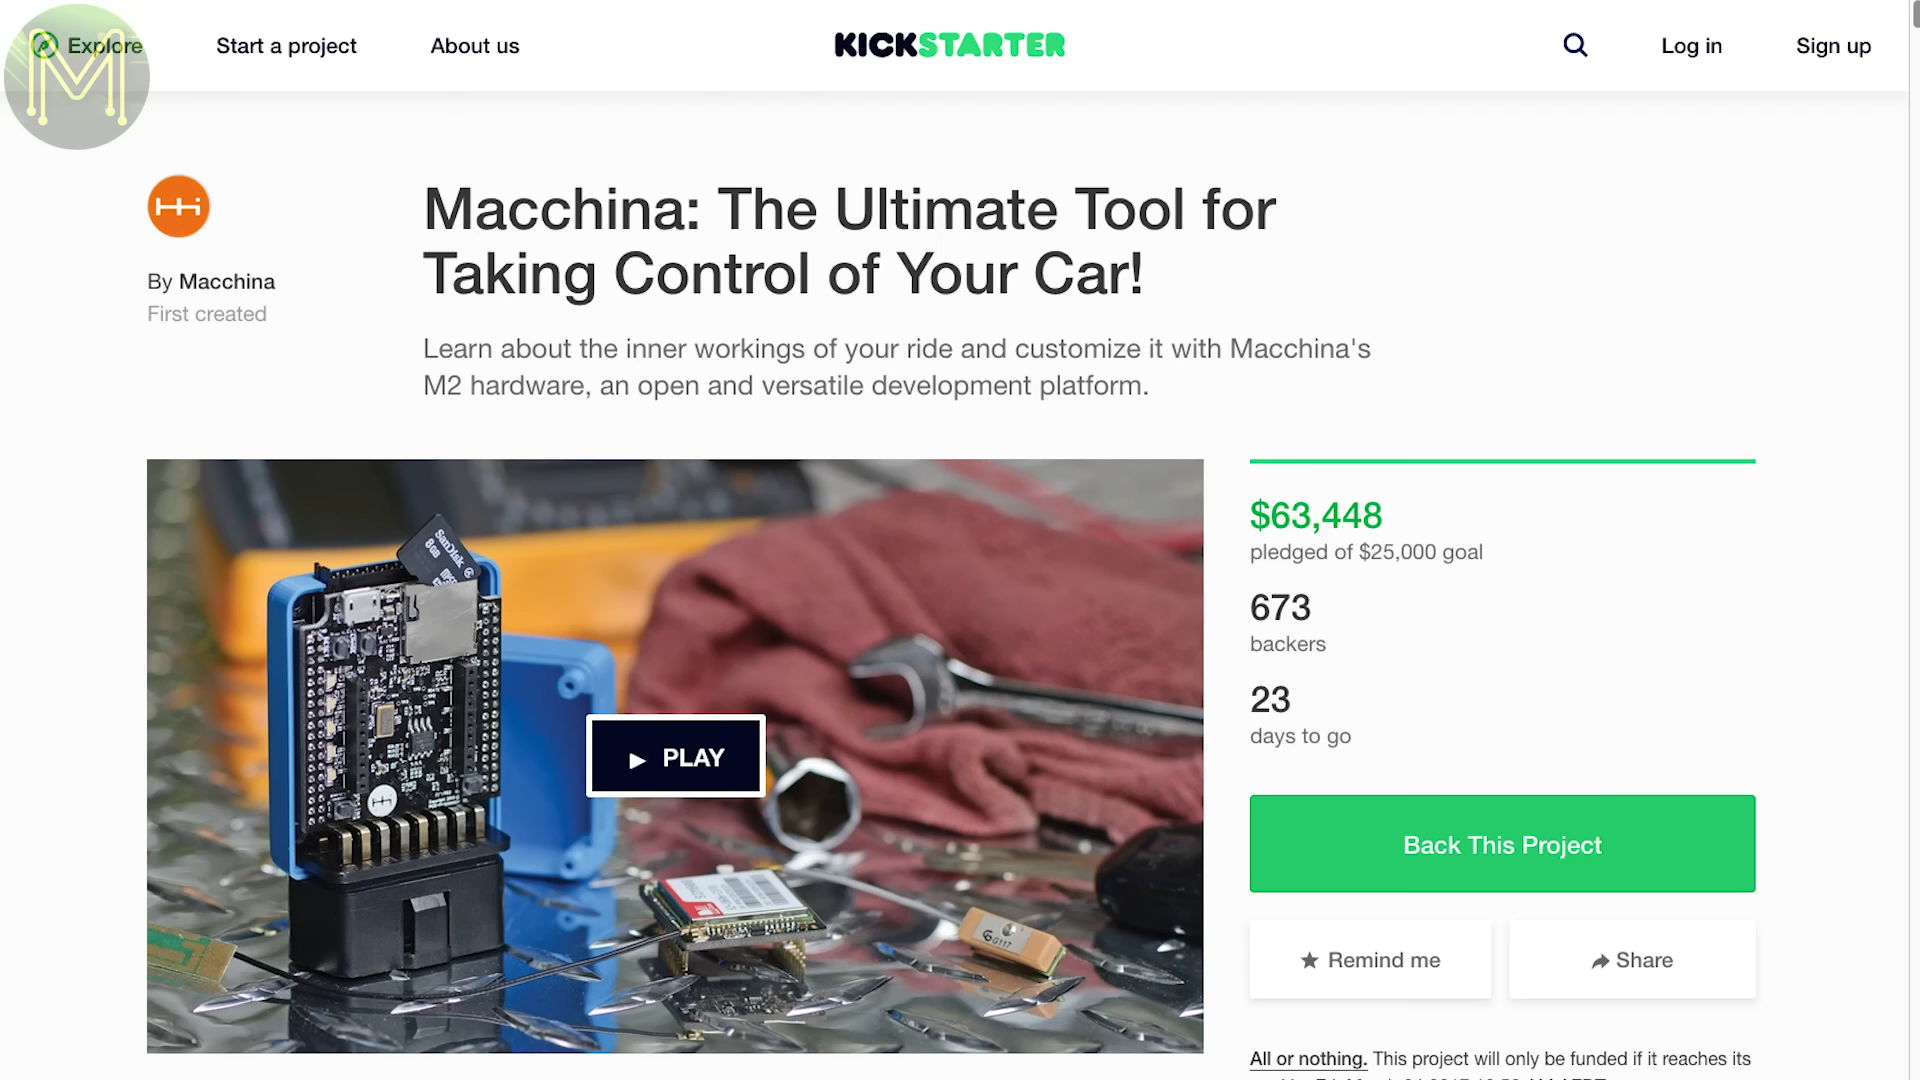 Explore
Start a project
About us
KICKSTARTER
Log in
Sign up
M
By Macchina
First created
Macchina: The Ultimate Tool for
Taking Control of Your Car!
Learn about the inner workings of your ride and customize it with Macchina's
M2 hardware, an open and versatile development platform.
SanDisk
8GB
PLAY
G117
$63,448
pledged of $25,000 goal
673
backers
23
days to go
Back This Project
Remind me
Share
All or nothing. This project will only be funded if it reaches its